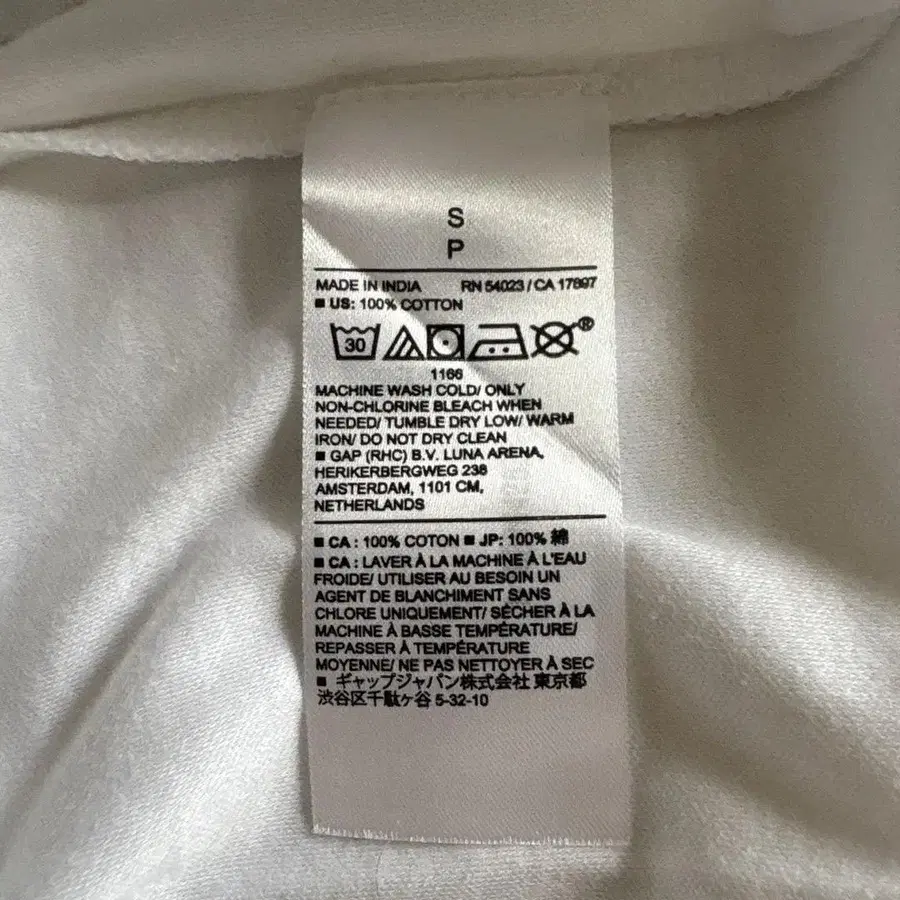 S
P
MADE IN INDIA RN 54023 / CA 17897
■ US: 100% COTTON
30 ®
1166
MACHINE WASH COLD/ ONLY
NON-CHLORINE BLEACH WHEN
NEEDED/ TUMBLE DRY LOW/ WARM
IRON/ DO NOT DRY CLEAN
■ GAP (RHC) B.V. LUNA ARENA,
HERIKERBERGWEG 238
AMSTERDAM, 1101 CM,
NETHERLANDS
■ CA : 100% COTON ■ JP: 100% 綿
■ CA : LAVER À LA MACHINE À L'EAU
FROIDE/ UTILISER AU BESOIN UN
AGENT DE BLANCHIMENT SANS
CHLORE UNIQUEMENT/ SÉCHER À LA
MACHINE À BASSE TEMPÉRATURE/
REPASSER À TEMPÉRATURE
MOYENNE/ NE PAS NETTOYER À SEC
■ ギャップジャパン株式会社 東京都
渋谷区千駄ヶ谷 5-32-10